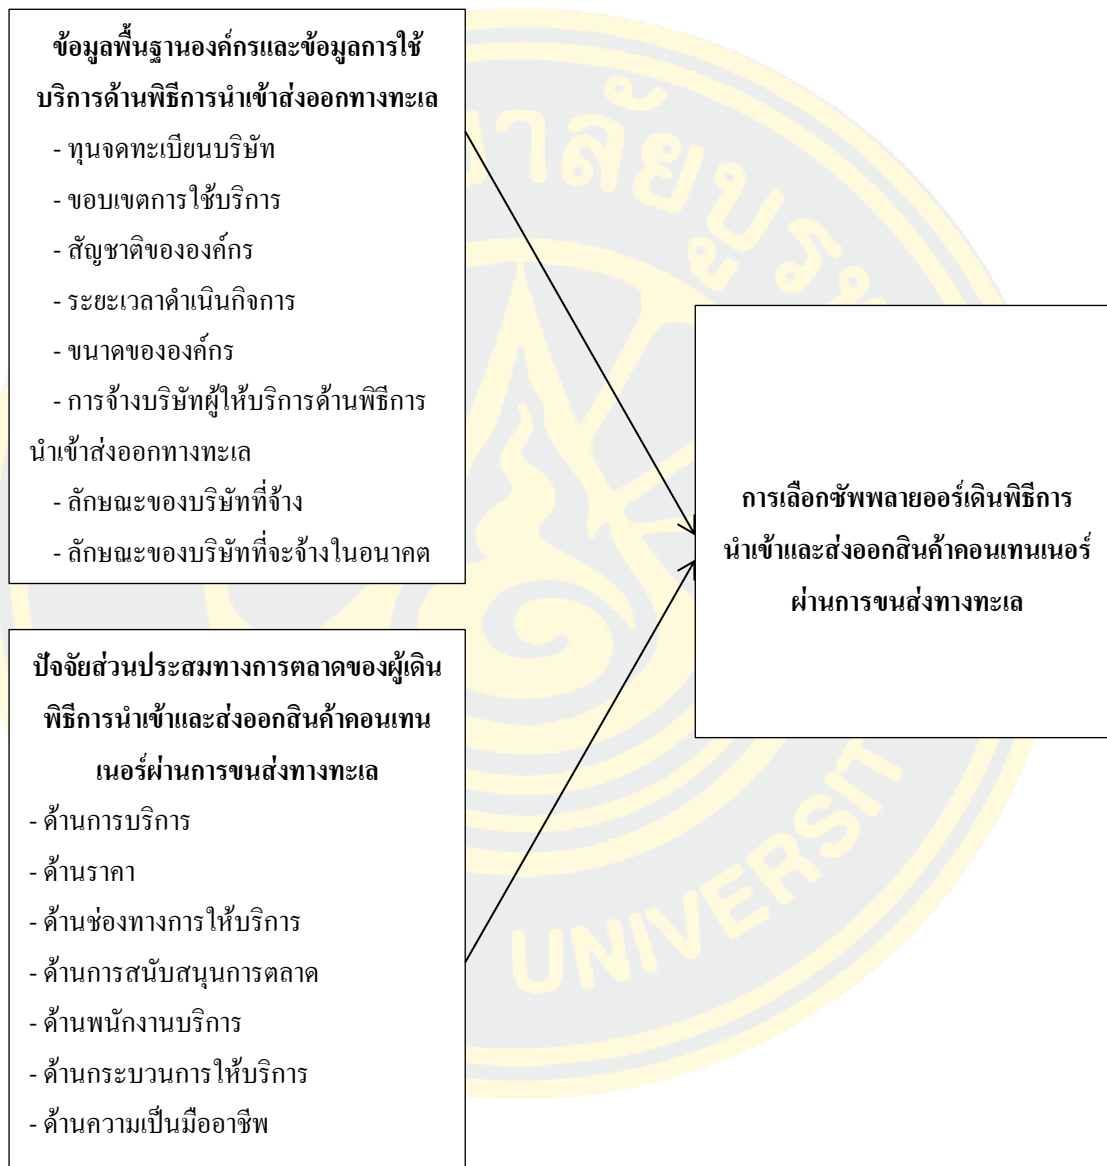 ข้อมูลพื้นฐานองค์กรและข้อมูลการใช้
บริการด้านพิธีการนำเข้าส่งออกทางทะเล
- ทุนจดทะเบียนบริษัท
- ขอบเขตการใช้บริการ
- สัญชาติขององค์กร
- ระยะเวลาดำเนินกิจการ
- ขนาดขององค์กร
- การจ้างบริษัทผู้ให้บริการด้านพิธีการ
นำเข้าส่งออกทางทะเล
- ลักษณะของบริษัทที่จ้าง
- ลักษณะของบริษัทที่จะจ้างในอนาคต
ปัจจัยส่วนประสมทางการตลาดของผู้เดิน
พิธีการนำเข้าและส่งออกสินค้าคอนเทน
เนอร์ผ่านการขนส่งทางทะเล
- ด้านการบริการ
- ด้านราคา
- ด้านช่องทางการให้บริการ
- ด้านการสนับสนุนการตลาด
- ด้านพนักงานบริการ
- ด้านกระบวนการให้บริการ
- ด้านความเป็นมืออาชีพ
การเลือกซัพพลายออร์เดินพิธีการ
นำเข้าและส่งออกสินค้าคอนเทนเนอร์
ผ่านการขนส่งทางทะเล
UNIVERSIT